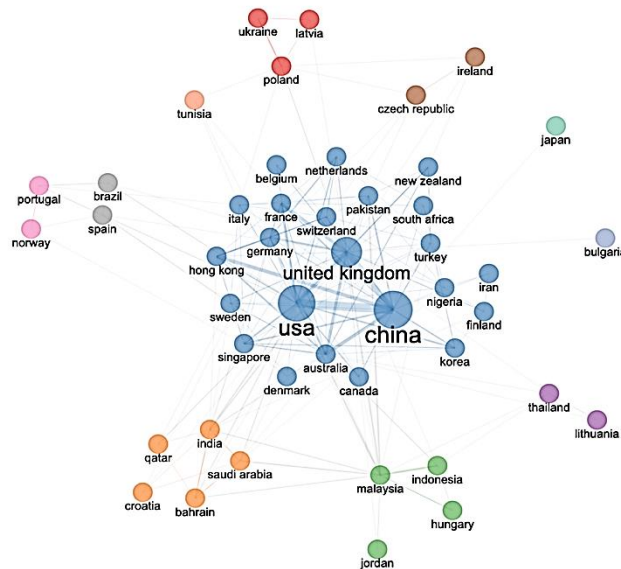 ukraine
latvia
poland
ireland
czech republic
tunisia
japan
netherlands
belgium
new zealand
portugal
brazil
pakistan
italy
france
south africa
spain
switzerland
norway
germany
turkey
bulgaria
hong kong
united kingdom
iran
nigeria
sweden
usa
china
finland
singapore
korea
australia
denmark
canada
thailand
lithuania
india
qatar
saudi arabia
malaysia
indonesia
croatia
bahrain
hungary
jordan